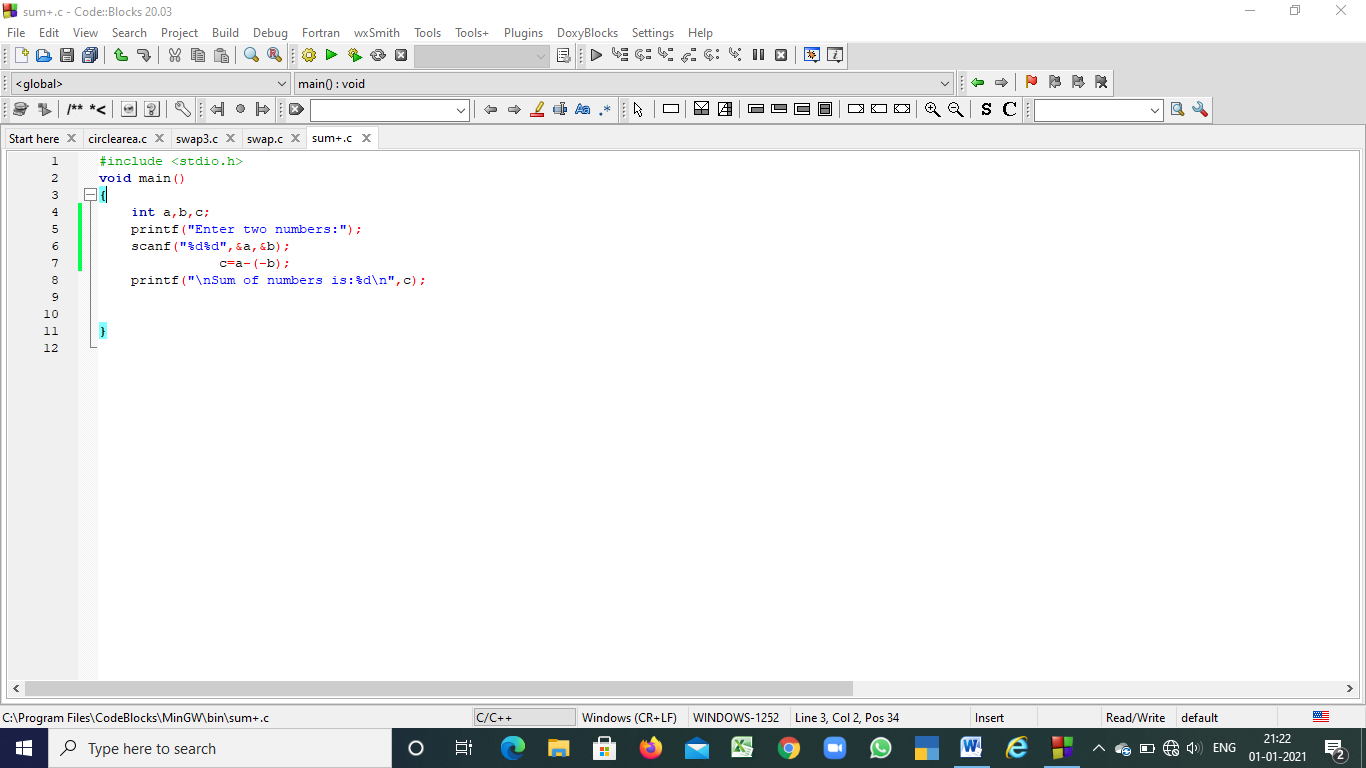 sum+.c - Code::Blocks 20.03
File Edit View Search Project Build Debug Fortran wxSmith Tools Tools+ Plugins DoxyBlocks Settings Help
<global> main() : void
/** *< Aa .* S C
Start here circlearea.c swap3.c swap.c sum+.c
1 #include <stdio.h>
2 void main()
3 {
4 int a,b,c;
5 printf("Enter two numbers:");
6 scanf("%d%d",&a,&b);
7 c=a-(-b);
8 printf("\nSum of numbers is:%d\n",c);
9
10
11 }
12
C:\Program Files\CodeBlocks\MinGW\bin\sum+.c C/C++ Windows (CR+LF) WINDOWS-1252 Line 3, Col 2, Pos 34 Insert Read/Write default
Type here to search ENG 21:22
01-01-2021 2